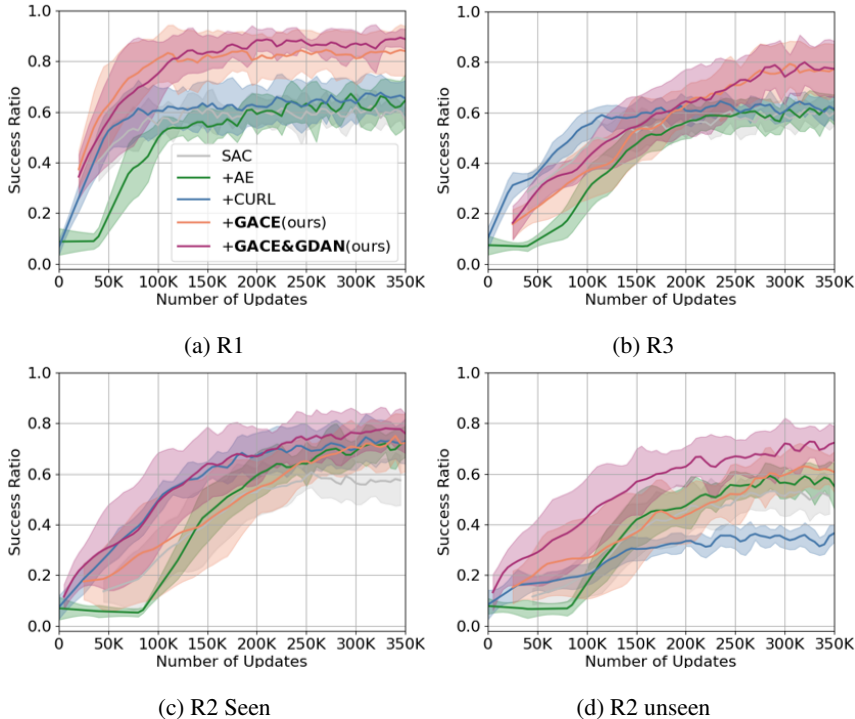 1.0
0.8
0.6
0.4
0.2
0.0
Success Ratio
SAC
+AE
+CURL
+GACE(ours)
+GACE&GDAN(ours)
0 50K 100K 150K 200K 250K 300K 350K
Number of Updates
(a) R1
1.0
0.8
0.6
0.4
0.2
0.0
Success Ratio
0 50K 100K 150K 200K 250K 300K 350K
Number of Updates
(b) R3
1.0
0.8
0.6
0.4
0.2
0.0
Success Ratio
0 50K 100K 150K 200K 250K 300K 350K
Number of Updates
(c) R2 Seen
1.0
0.8
0.6
0.4
0.2
0.0
Success Ratio
0 50K 100K 150K 200K 250K 300K 350K
Number of Updates
(d) R2 unseen